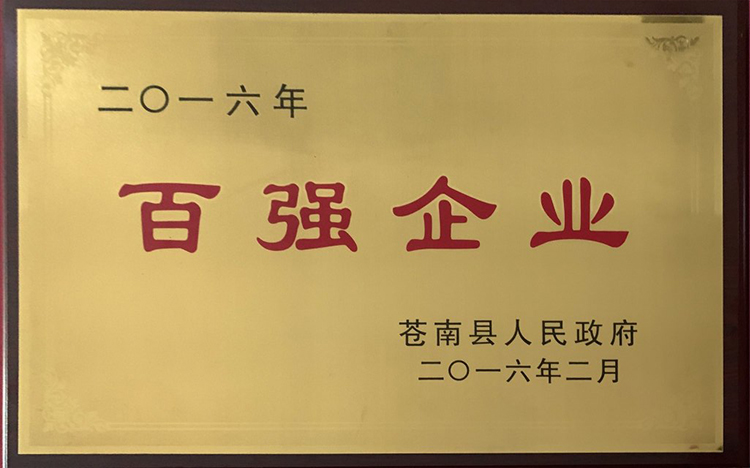 二〇一六年
百强企业
苍南县人民政府
二〇一六年二月